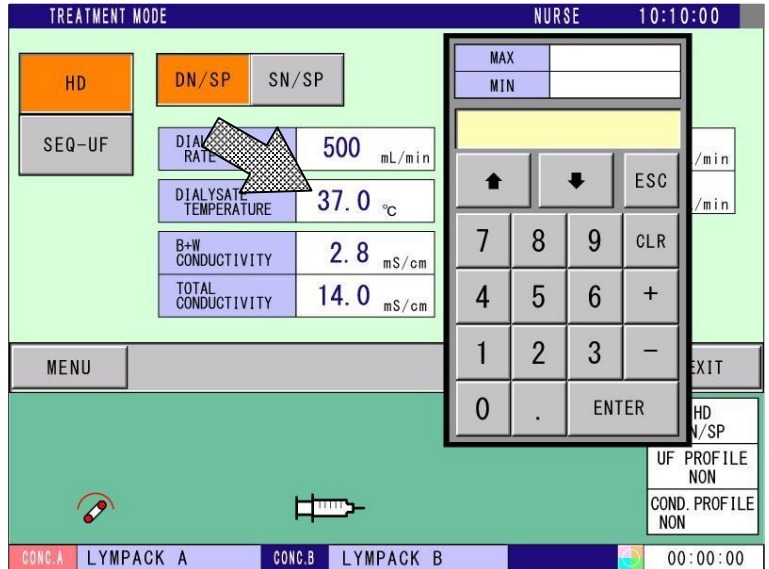 TREATMENT MODE NURSE 10:10:00
HD
DN/SP SN/SP
MAX
MIN
SEQ-UF
RATE 500 mL/min
/min
ESC
DIALYSATE
TEMPERATURE 37.0 ℃
/min
7 8 9 CLR
B+W
CONDUCTIVITY 2.8 mS/cm
4 5 6 +
TOTAL
CONDUCTIVITY 14.0 mS/cm
1 2 3 −
MENU
0 . ENTER
HD
UF PROFILE
NON
COND.PROFILE
NON
CONC.A LYMPACK A CONC.B LYMPACK B 00:00:00